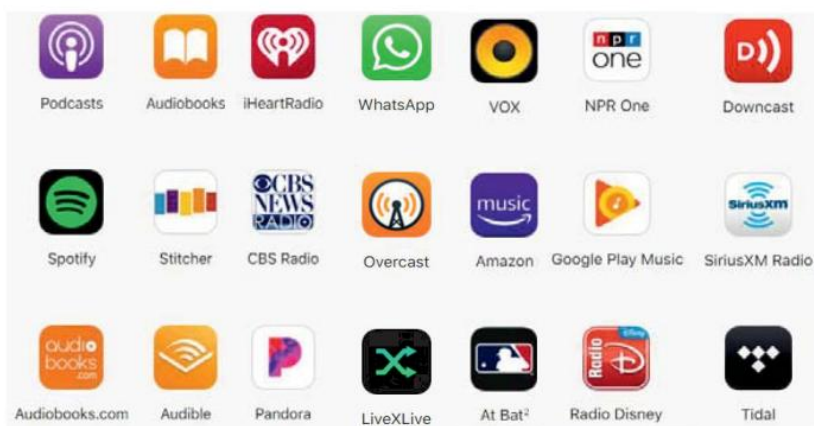 npr
one
D
Podcasts Audiobooks iHeartRadio WhatsApp VOX NPR One Downcast
CBS
NEWS
RADIO
music
SiriusXM
Spotify Stitcher CBS Radio Overcast Amazon Google Play Music SiriusXM Radio
audio
books
.com
Radio
Disney
D
Audiobooks.com Audible Pandora LiveXLive At Bat² Radio Disney Tidal